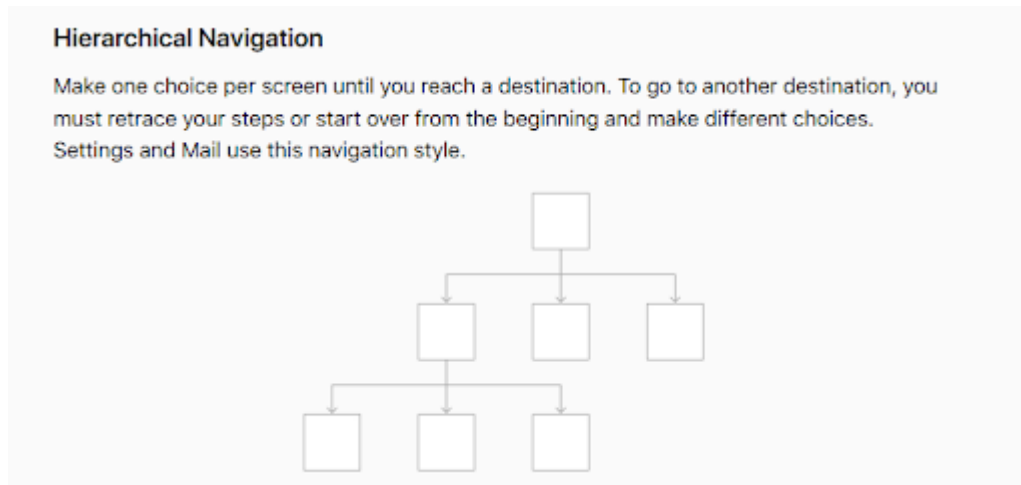 Hierarchical Navigation
Make one choice per screen until you reach a destination. To go to another destination, you
must retrace your steps or start over from the beginning and make different choices.
Settings and Mail use this navigation style.